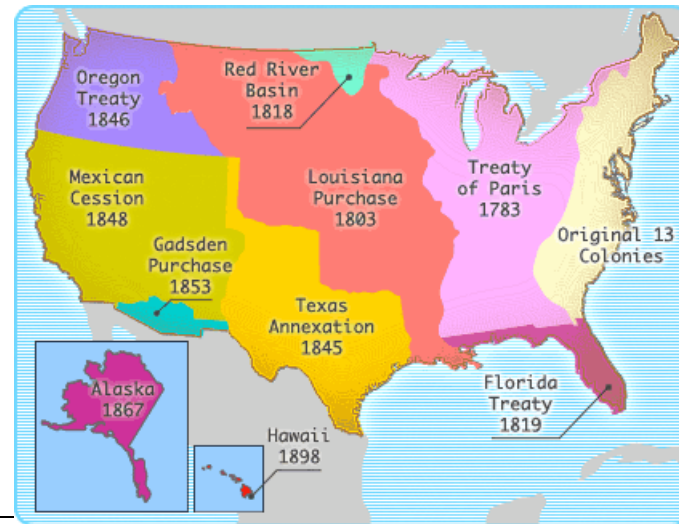 Oregon
Treaty
1846
Red River
Basin
1818
Mexican
Cession
1848
Louisiana
Purchase
1803
Treaty
of Paris
1783
Original 13
Colonies
Gadsden
Purchase
1853
Texas
Annexation
1845
Alaska
1867
Hawaii
1898
Florida
Treaty
1819